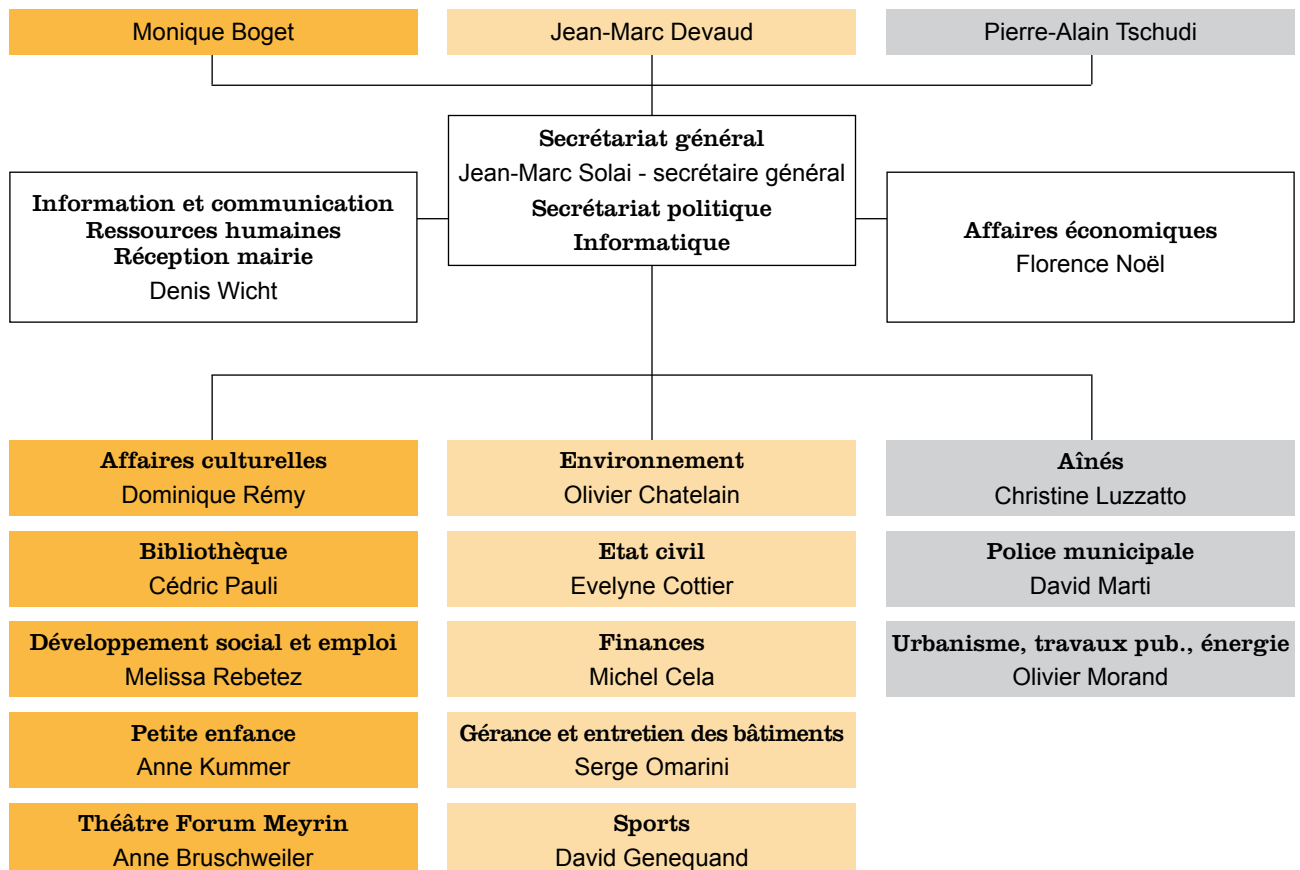 Monique Boget
Jean-Marc Devaud
Pierre-Alain Tschudi
Secrétariat général
Jean-Marc Solai - secrétaire général
Secrétariat politique
Informatique
Information et communication
Ressources humaines
Réception mairie
Denis Wicht
Affaires économiques
Florence Noël
Affaires culturelles
Dominique Rémy
Environnement
Olivier Chatelain
Aînés
Christine Luzzatto
Bibliothèque
Cédric Pauli
Etat civil
Evelyne Cottier
Police municipale
David Marti
Développement social et emploi
Melissa Rebetez
Finances
Michel Cela
Urbanisme, travaux pub., énergie
Olivier Morand
Petite enfance
Anne Kummer
Gérance et entretien des bâtiments
Serge Omarini
Théâtre Forum Meyrin
Anne Bruschweiler
Sports
David Genequand